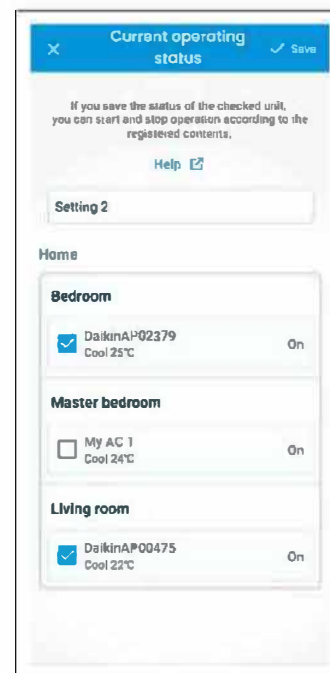 Current operating
status
Save
If you save the status of the checked unit,
you can start and stop operation according to the
registered contents.
Help
Setting 2
Home
Bedroom
DaikinAP02379
Cool 25℃
On
Master bedroom
My AC 1
Cool 24℃
On
Living room
DaikinAP00475
Cool 22℃
On